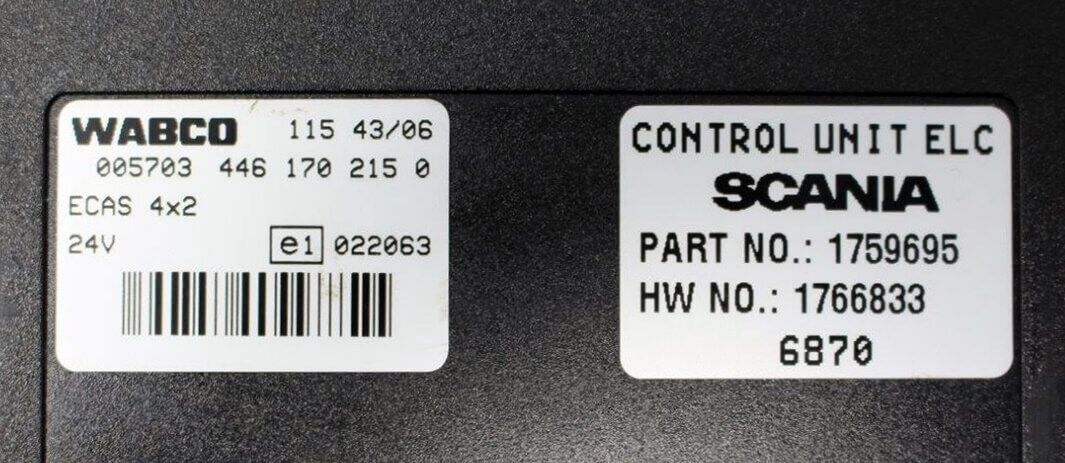 WABCO 115 43/06
005703 446 170 215 0
ECAS 4x2
24V e1 022063
CONTROL UNIT ELC
SCANIA
PART NO.: 1759695
HW NO.: 1766833
6870